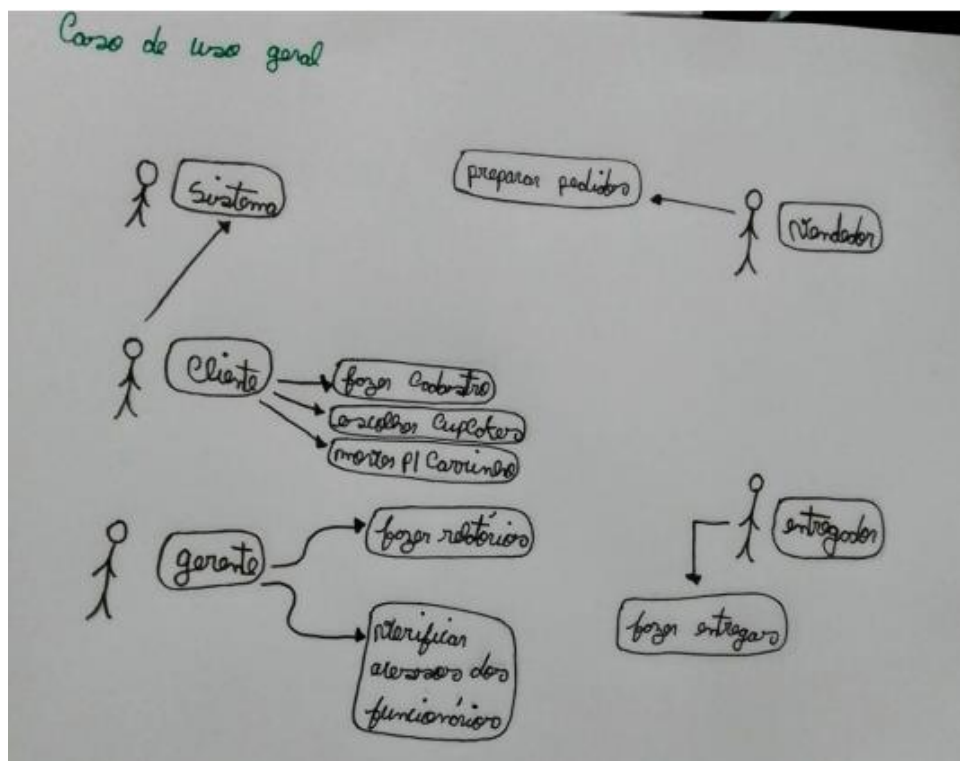 Caso de uso geral
Sistema
preparar pedidos
Vendedor
Cliente
fazer Cadastro
escolher CupCakes
P/ Carrinho
gerente
fazer relatórios
entregador
fazer entregas
Verificar
acessos dos
funcionários